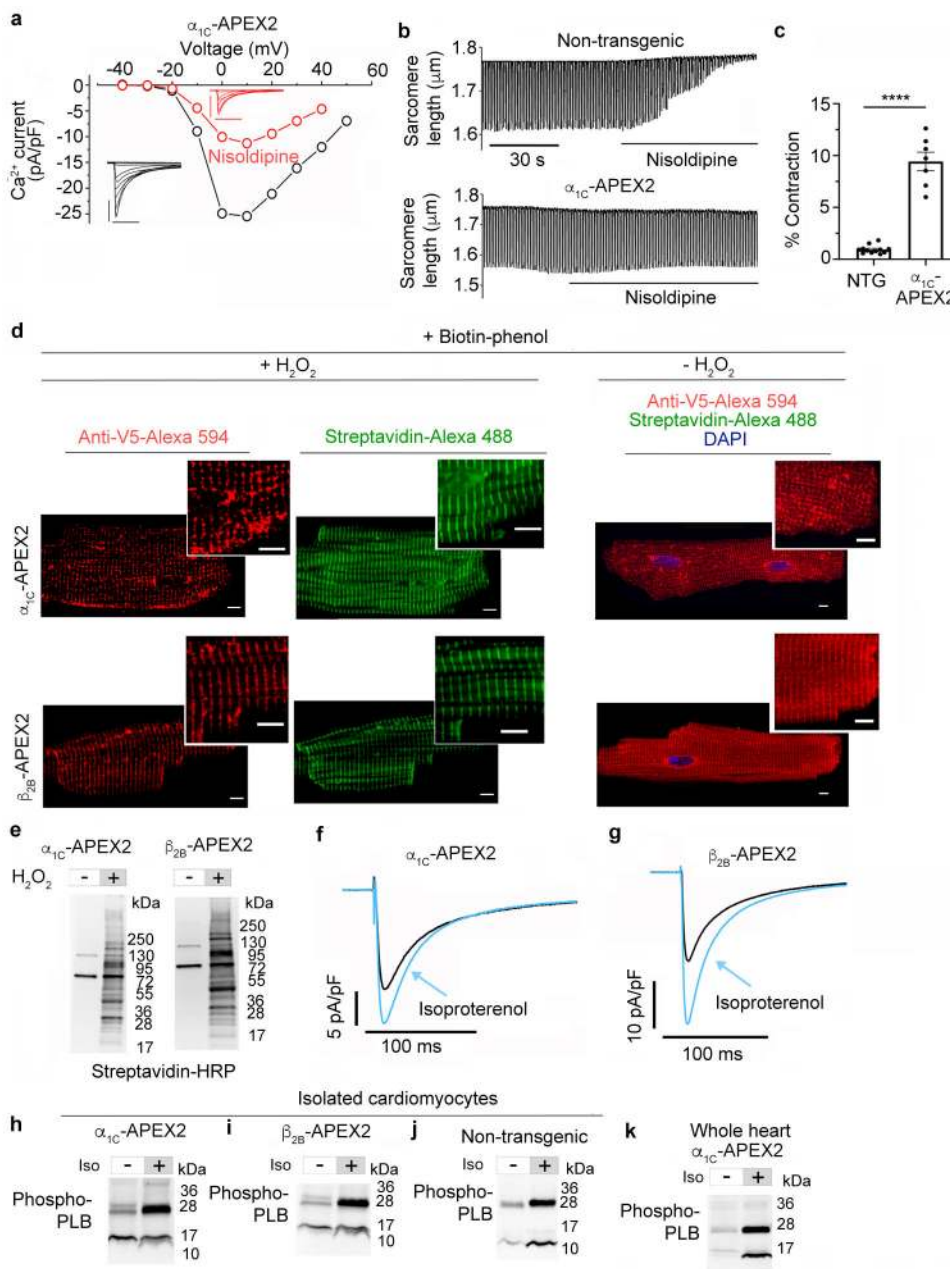 a
α1C-APEX2
Voltage (mV)
-40 -20 0 20 40 60
0
-5
-10
-15
-20
-25
Ca2+ current
(pA/pF)
Nisoldipine
b
Non-transgenic
1.8
1.7
1.6
Sarcomere
length (μm)
30 s
Nisoldipine
α1C-APEX2
1.8
1.7
1.6
1.5
Sarcomere
length (μm)
Nisoldipine
c
****
15
10
5
0
% Contraction
NTG
α1C-
APEX2
d
+ Biotin-phenol
+ H2O2
- H2O2
Anti-V5-Alexa 594
Streptavidin-Alexa 488
Anti-V5-Alexa 594
Streptavidin-Alexa 488
DAPI
α1C-APEX2
β2B-APEX2
e
α1C-APEX2
β2B-APEX2
H2O2
- +
- +
kDa
250
130
95
72
55
36
28
17
kDa
250
130
95
72
55
36
28
17
Streptavidin-HRP
f
α1C-APEX2
Isoproterenol
5 pA/pF
100 ms
g
β2B-APEX2
Isoproterenol
10 pA/pF
100 ms
Isolated cardiomyocytes
h
α1C-APEX2
Iso - + kDa
Phospho-
PLB
36
28
17
10
i
β2B-APEX2
Iso - + kDa
Phospho-
PLB
36
28
17
10
j
Non-transgenic
Iso - + kDa
Phospho-
PLB
36
28
17
10
k
Whole heart
α1C-APEX2
Iso - + kDa
Phospho-
PLB
36
28
17